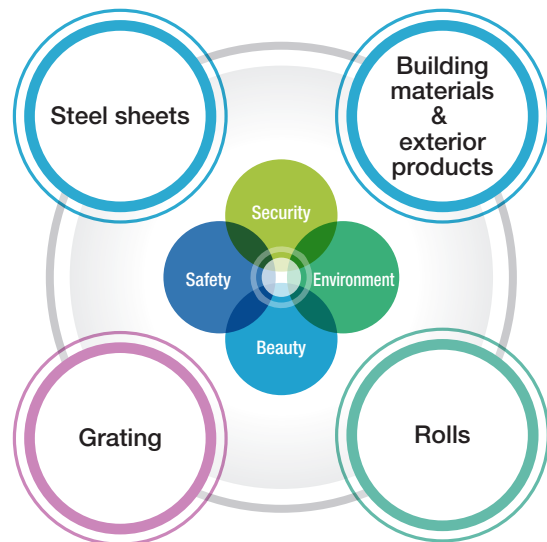 Steel sheets
Building
materials
&
exterior
products
Security
Safety
Environment
Beauty
Grating
Rolls